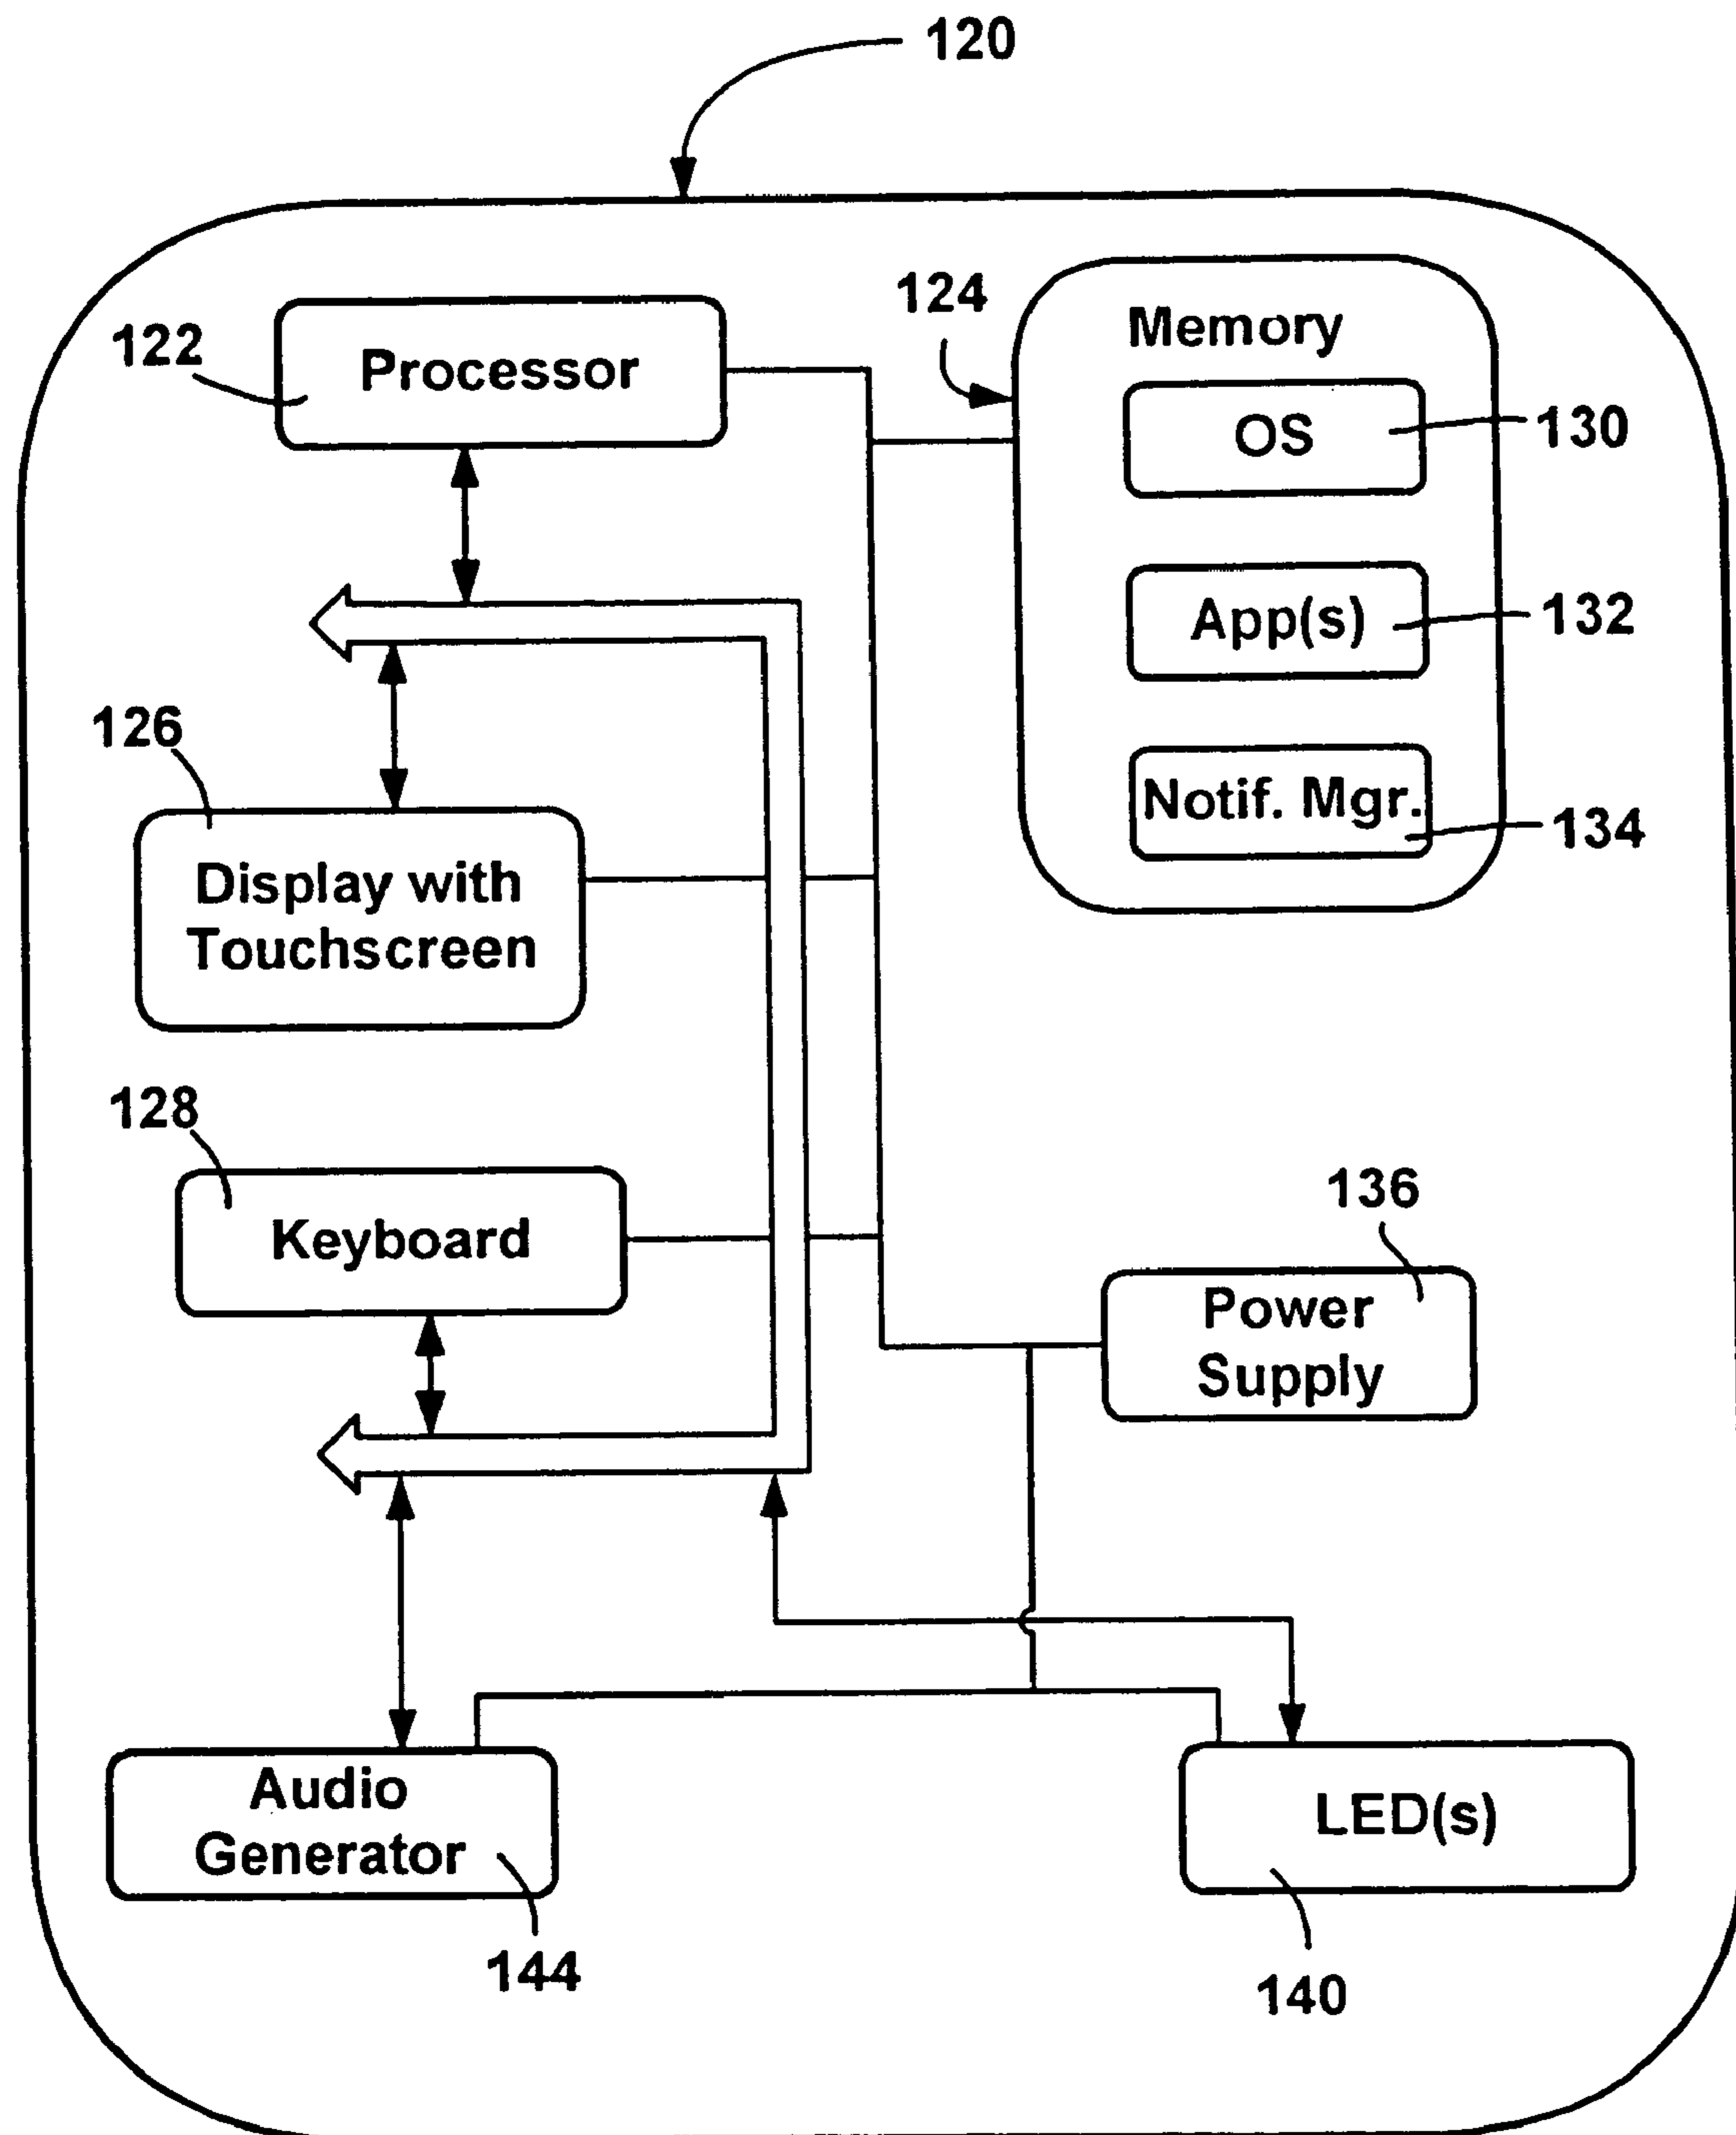 120
124
Memory
122
Processor
OS
130
App(s)
132
126
Notif. Mgr.
134
Display with
Touchscreen
128
Keyboard
136
Power
Supply
Audio
Generator
LED(s)
144
140